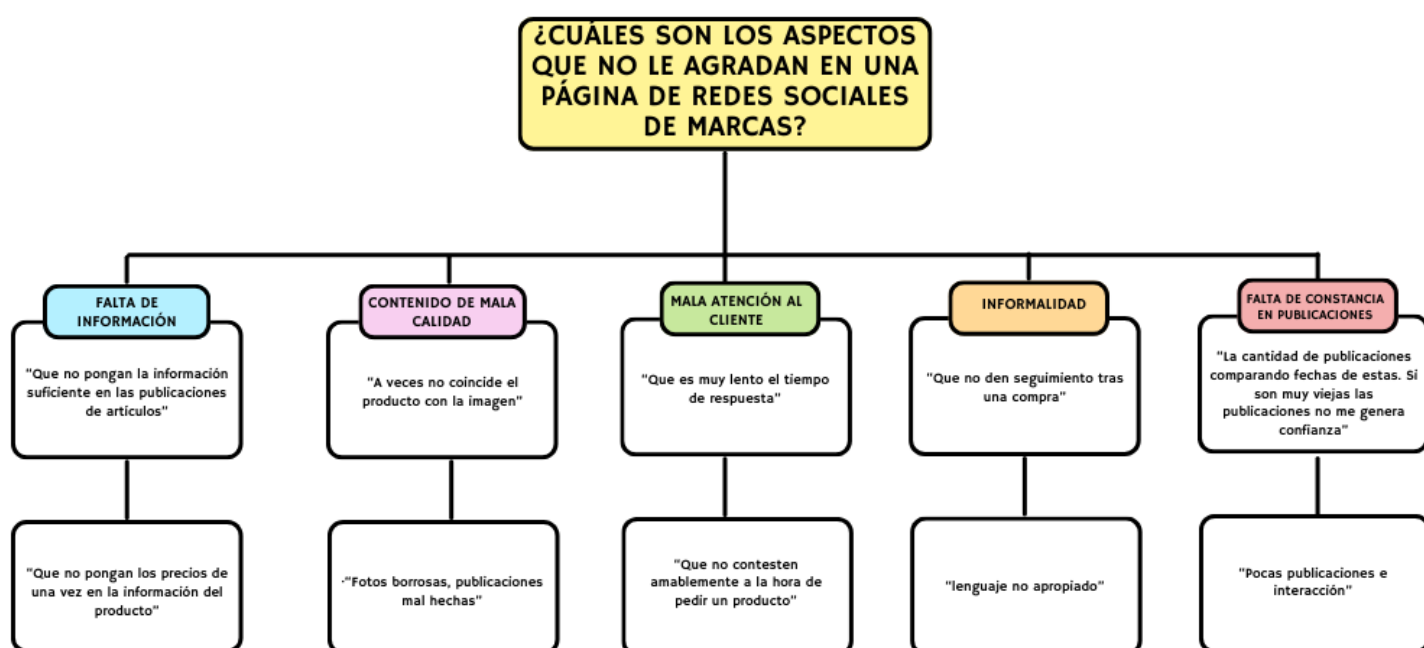 ¿CUÁLES SON LOS ASPECTOS
QUE NO LE AGRADAN EN UNA
PÁGINA DE REDES SOCIALES
DE MARCAS?
FALTA DE
INFORMACIÓN
"Que no pongan la información
suficiente en las publicaciones
de artículos"
"Que no pongan los precios de
una vez en la información del
producto"
CONTENIDO DE MALA
CALIDAD
"A veces no coincide el
producto con la imagen"
·"Fotos borrosas, publicaciones
mal hechas"
MALA ATENCIÓN AL
CLIENTE
"Que es muy lento el tiempo
de respuesta"
"Que no contesten
amablemente a la hora de
pedir un producto"
INFORMALIDAD
"Que no den seguimiento tras
una compra"
"lenguaje no apropiado"
FALTA DE CONSTANCIA
EN PUBLICACIONES
"La cantidad de publicaciones
comparando fechas de estas. Si
son muy viejas las
publicaciones no me genera
confianza"
"Pocas publicaciones e
interacción"